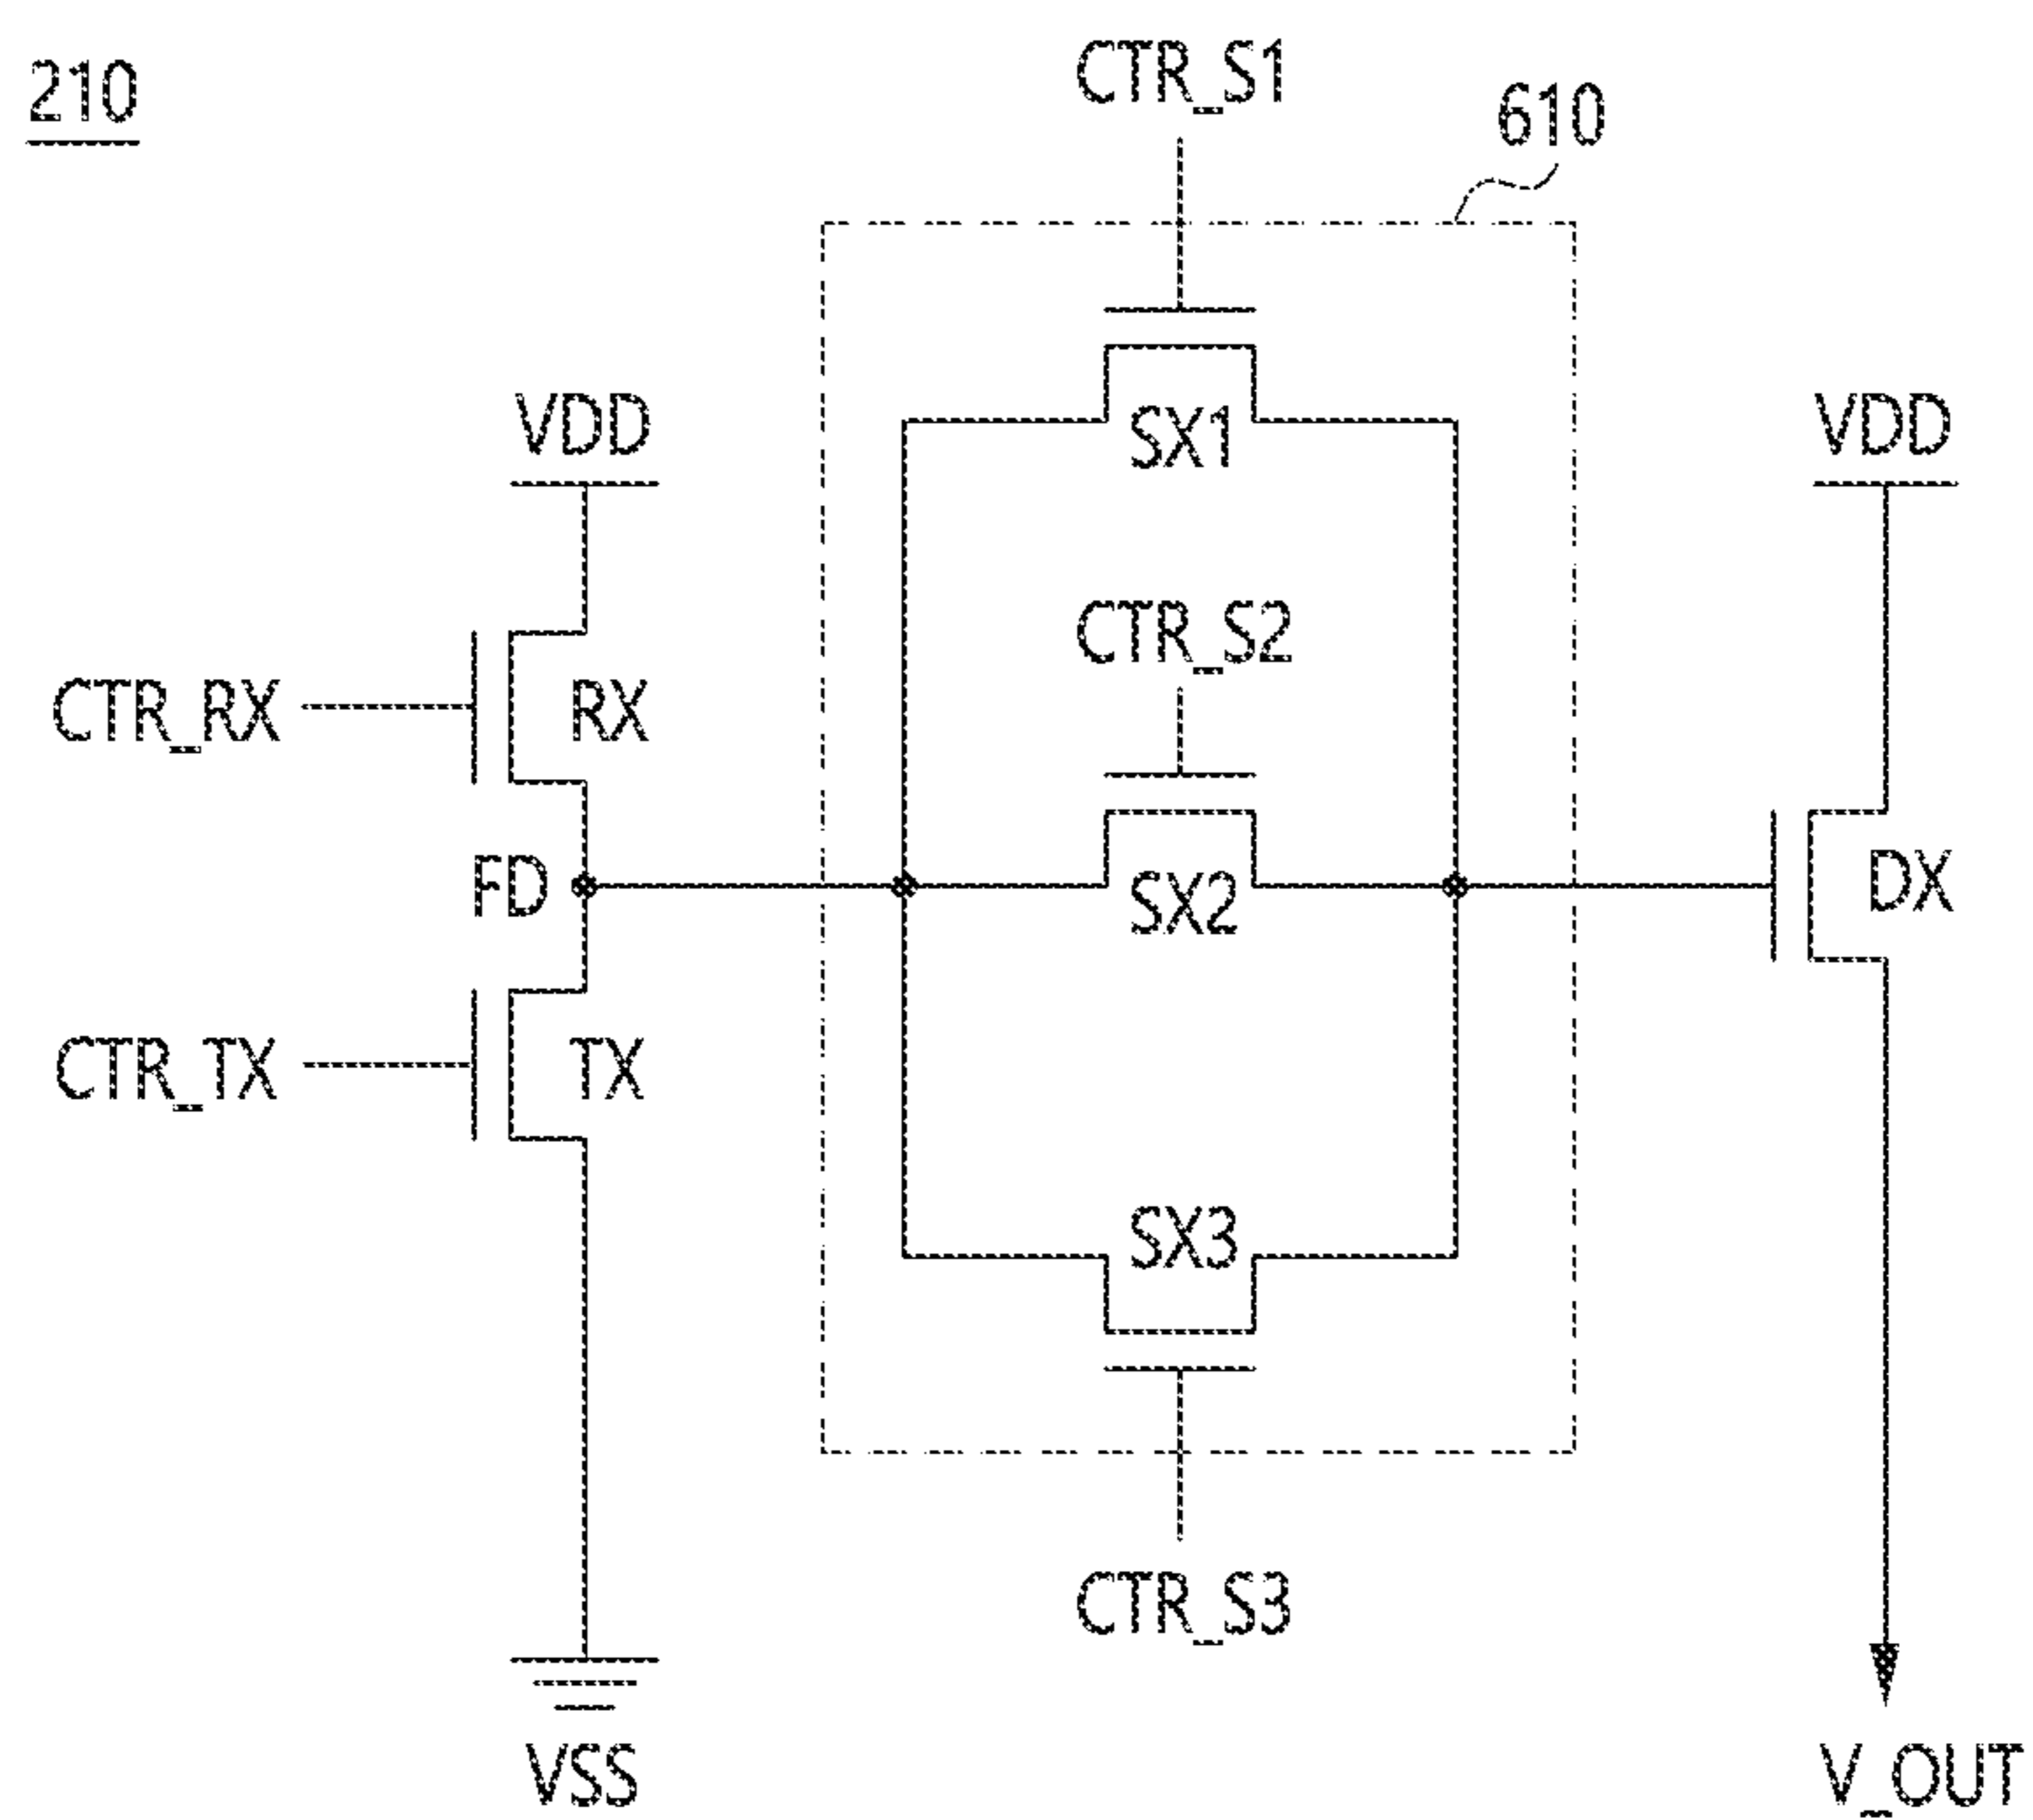 210
CTR_S1
610
VDD
SX1
VDD
CTR_S2
CTR_RX
RX
FD
SX2
DX
CTR_TX
TX
SX3
CTR_S3
VSS
V_OUT